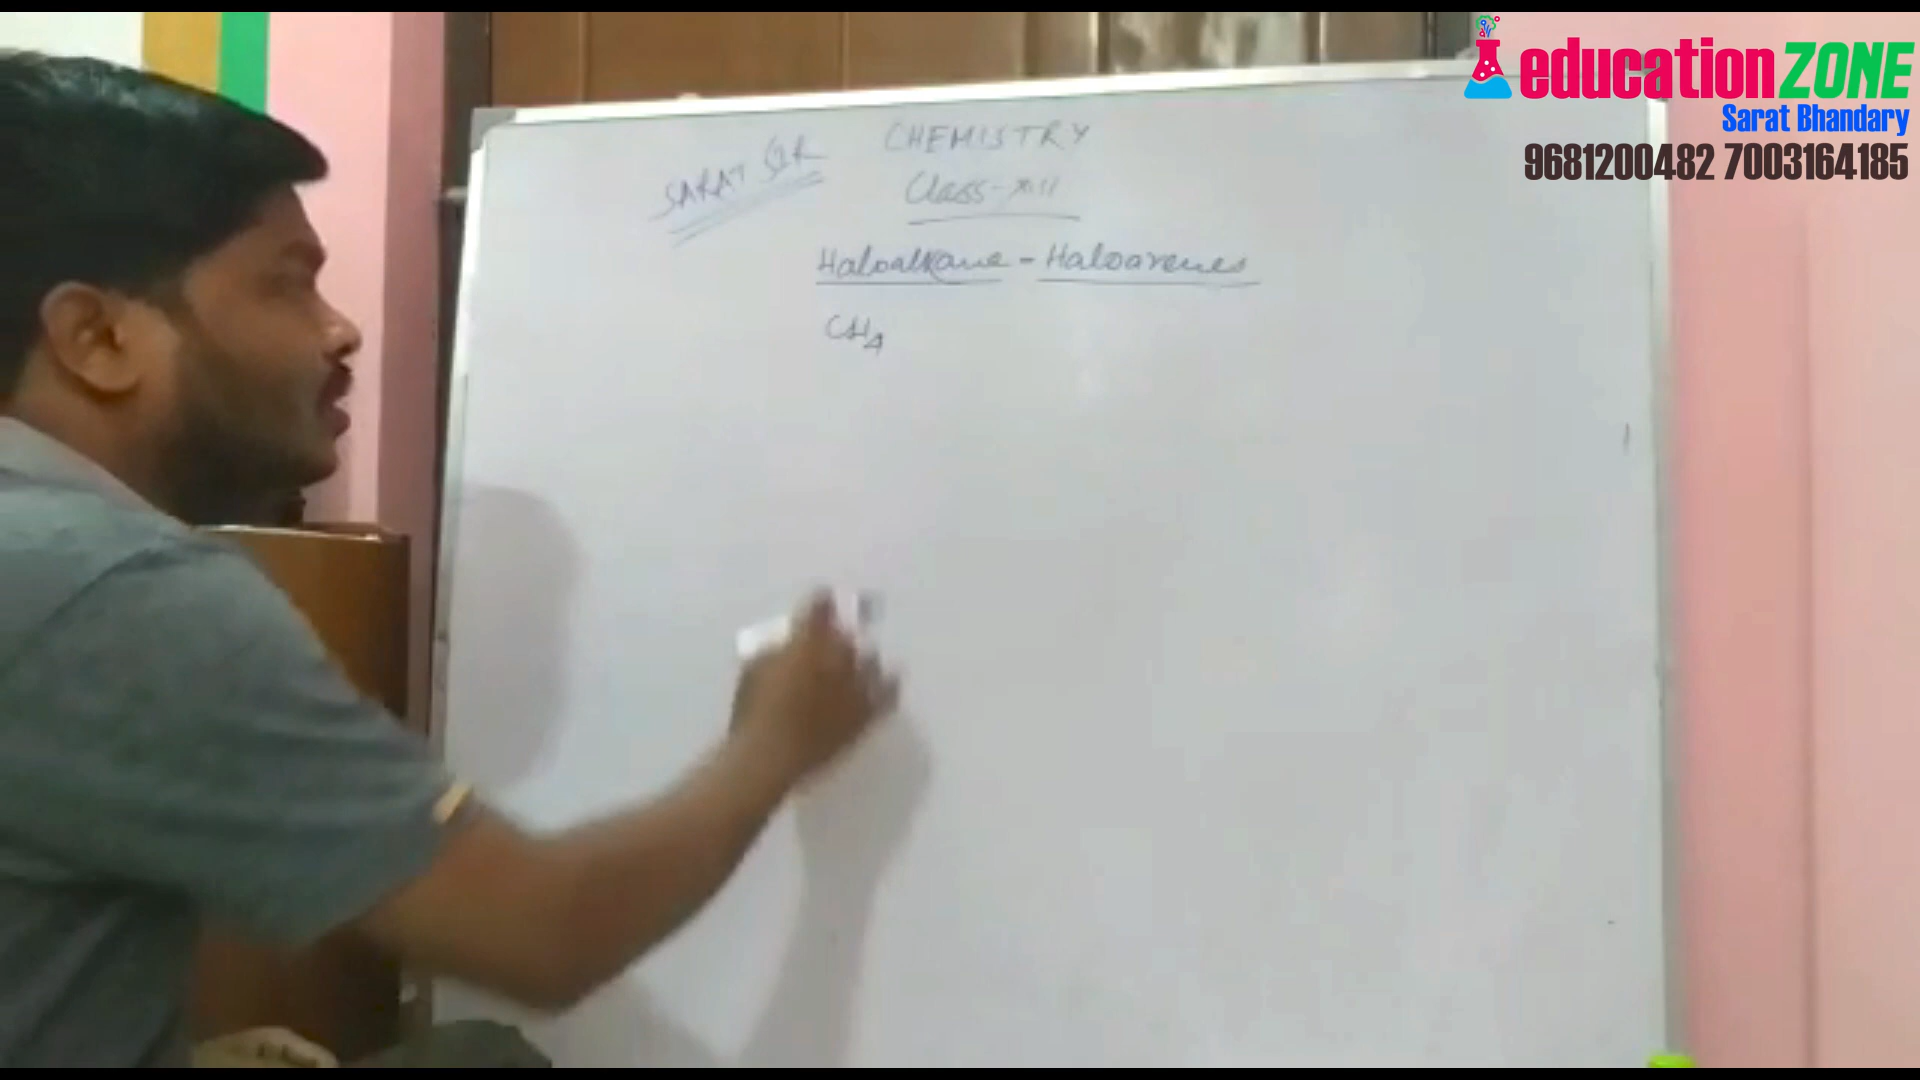 educationZONE
Sarat Bhandary
9681200482 7003164185
CHEMISTRY
SARAT SIR
Class-XII
Haloalkane - Haloarenes
CH4